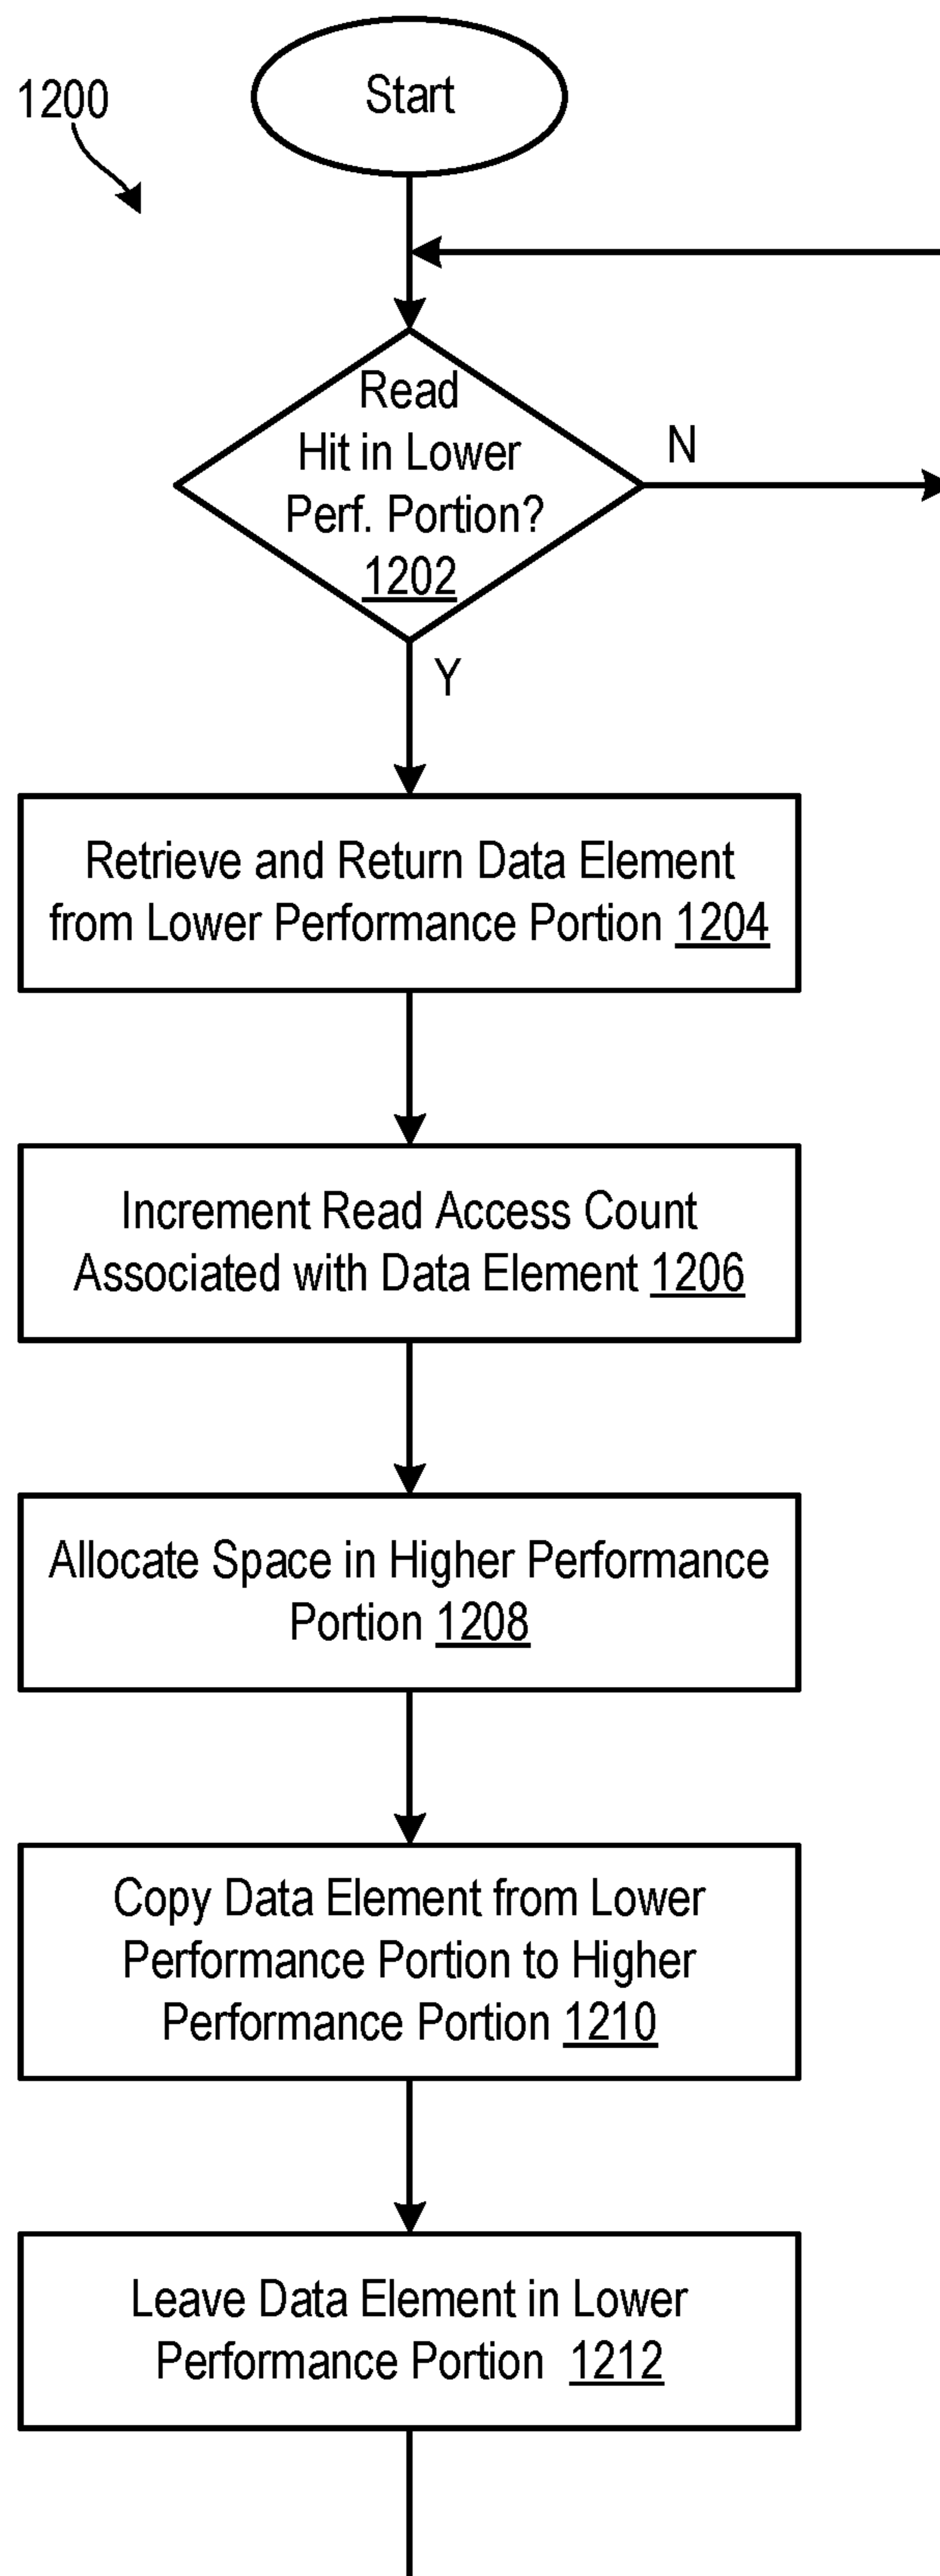 Start
1200
Read
Hit in Lower
Perf. Portion?
1202
N
Y
Retrieve and Return Data Element
from Lower Performance Portion 1204
Increment Read Access Count
Associated with Data Element 1206
Allocate Space in Higher Performance
Portion 1208
Copy Data Element from Lower
Performance Portion to Higher
Performance Portion 1210
Leave Data Element in Lower
Performance Portion 1212